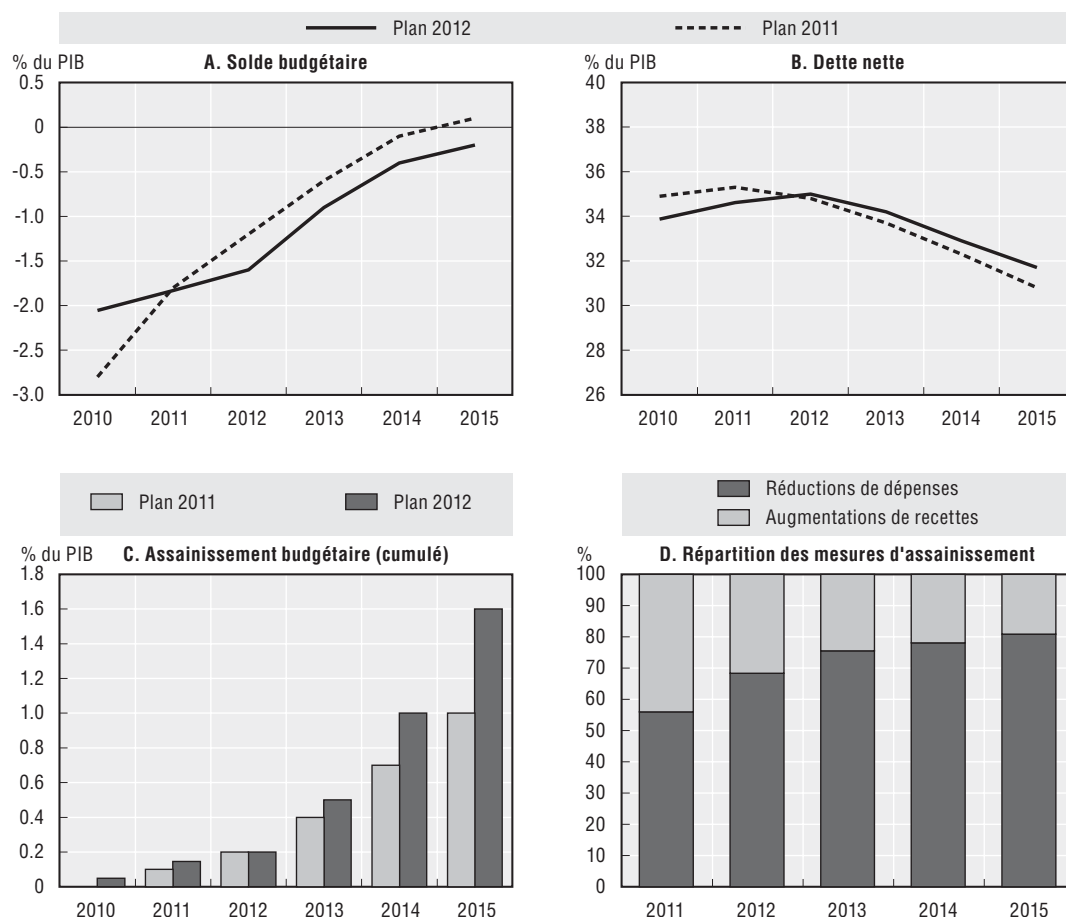 Plan 2012
Plan 2011
% du PIB
A. Solde budgétaire
0.5
0
-0.5
-1.0
-1.5
-2.0
-2.5
-3.0
2010 2011 2012 2013 2014 2015
% du PIB
B. Dette nette
40
38
36
34
32
30
28
26
2010 2011 2012 2013 2014 2015
Plan 2011
Plan 2012
% du PIB
C. Assainissement budgétaire (cumulé)
1.8
1.6
1.4
1.6
1.0
0.8
0.6
0.4
0.2
0
2010 2011 2012 2013 2014 2015
Réductions de dépenses
Augmentations de recettes
%
D. Répartition des mesures d'assainissement
100
90
80
70
60
50
40
30
20
10
0
2011 2012 2013 2014 2015